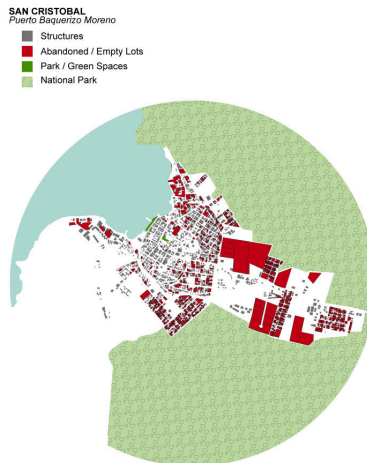 SAN CRISTOBAL
Puerto Baquerizo Moreno
Structures
Abandoned / Empty Lots
Park / Green Spaces
National Park